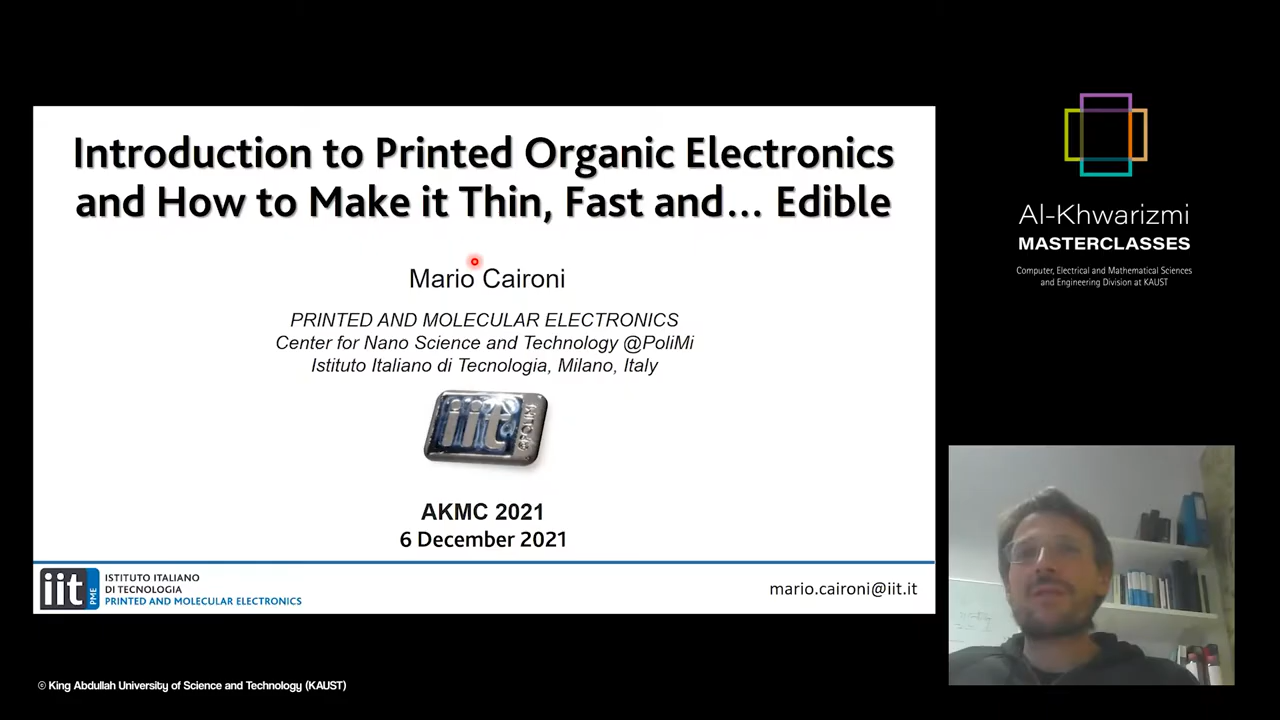 Introduction to Printed Organic Electronics
and How to Make it Thin, Fast and... Edible
Mario Caironi
PRINTED AND MOLECULAR ELECTRONICS
Center for Nano Science and Technology @PoliMi
Istituto Italiano di Tecnologia, Milano, Italy
iit
@POLIMI
AKMC 2021
6 December 2021
iit
PME
ISTITUTO ITALIANO
DI TECNOLOGIA
PRINTED AND MOLECULAR ELECTRONICS
mario.caironi@iit.it
Al-Khwarizmi
MASTERCLASSES
Computer, Electrical and Mathematical Sciences
and Engineering Division at KAUST
© King Abdullah University of Science and Technology (KAUST)